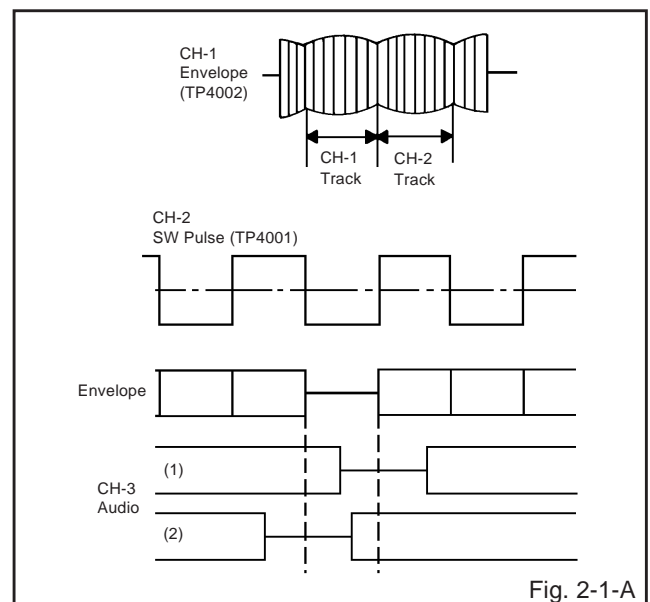 CH-1
Envelope
(TP4002)
CH-1
Track
CH-2
Track
CH-2
SW Pulse (TP4001)
Envelope
(1)
CH-3
Audio
(2)
Fig. 2-1-A